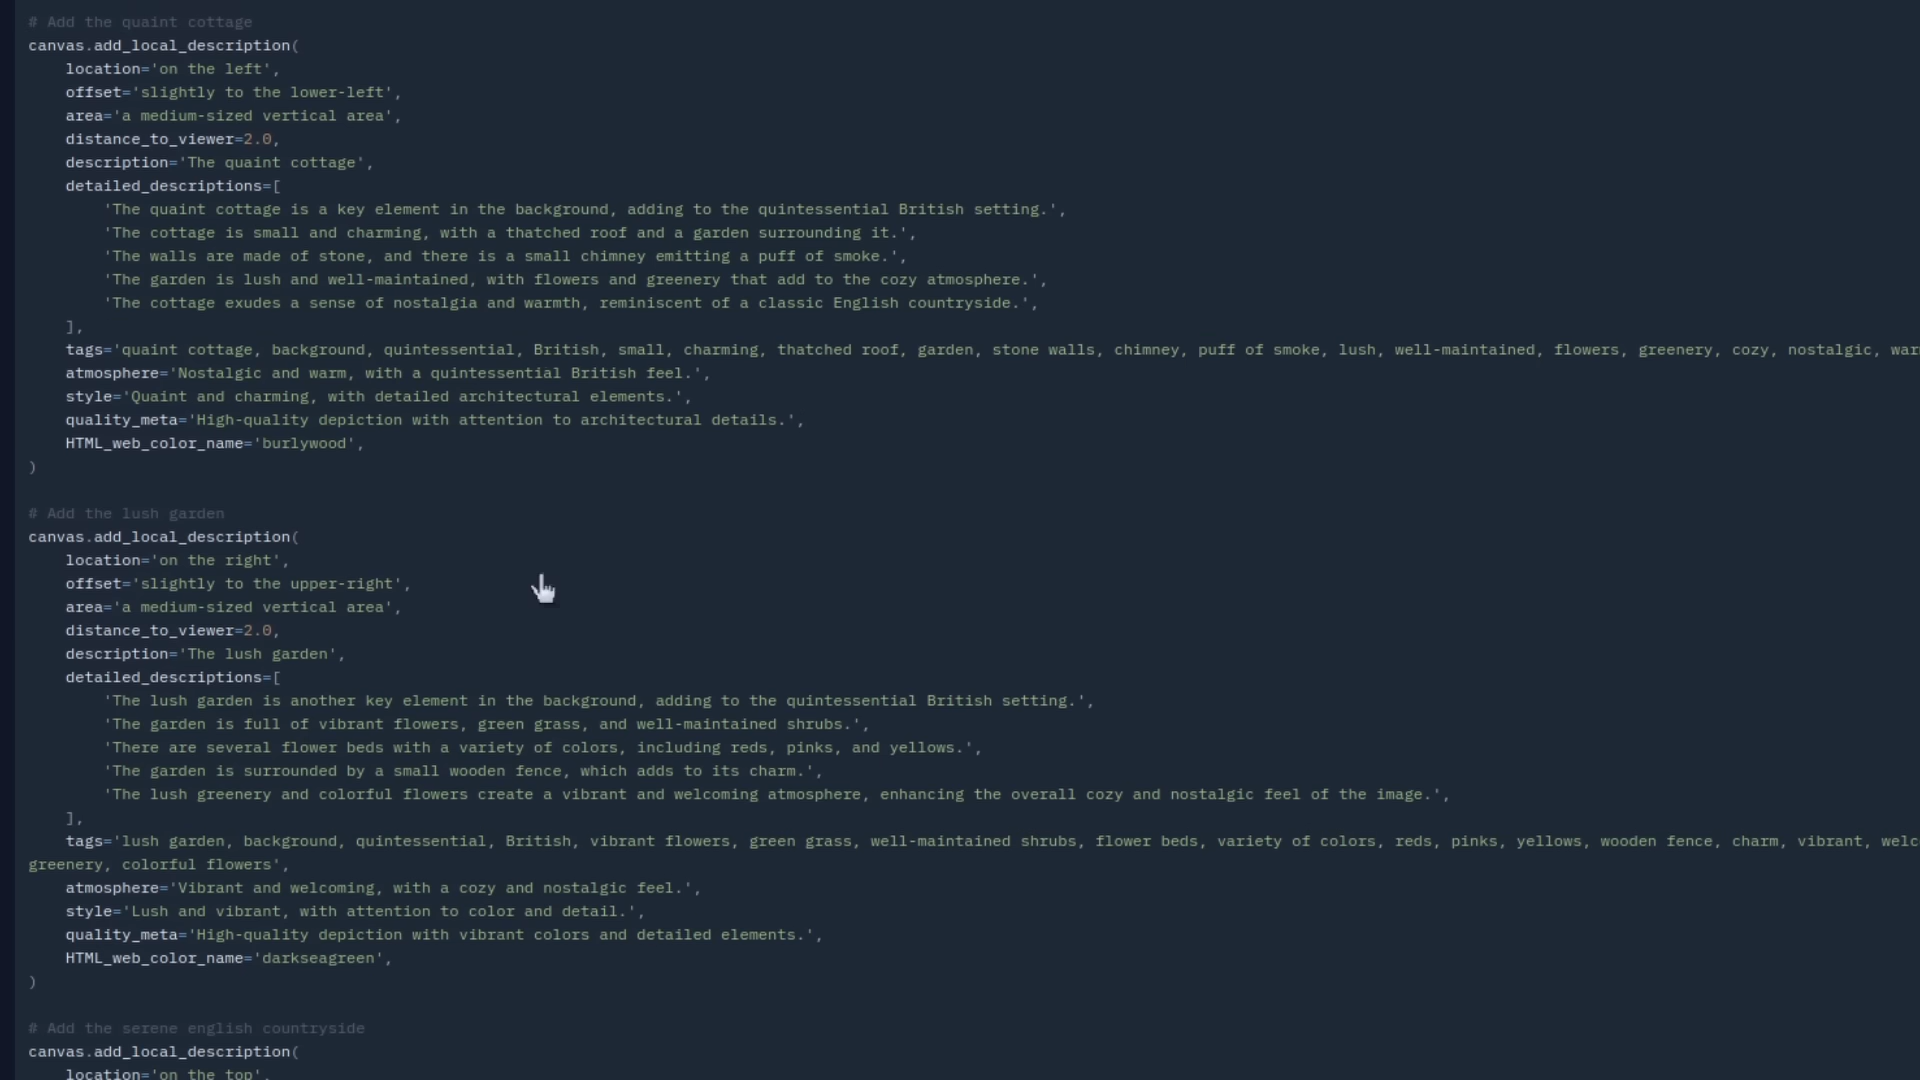 # Add the quaint cottage
canvas.add_local_description(
    location='on the left',
    offset='slightly to the lower-left',
    area='a medium-sized vertical area',
    distance_to_viewer=2.0,
    description='The quaint cottage',
    detailed_descriptions=[
        'The quaint cottage is a key element in the background, adding to the quintessential British setting.',
        'The cottage is small and charming, with a thatched roof and a garden surrounding it.',
        'The walls are made of stone, and there is a small chimney emitting a puff of smoke.',
        'The garden is lush and well-maintained, with flowers and greenery that add to the cozy atmosphere.',
        'The cottage exudes a sense of nostalgia and warmth, reminiscent of a classic English countryside.',
    ],
    tags='quaint cottage, background, quintessential, British, small, charming, thatched roof, garden, stone walls, chimney, puff of smoke, lush, well-maintained, flowers, greenery, cozy, nostalgic,
    atmosphere='Nostalgic and warm, with a quintessential British feel.',
    style='Quaint and charming, with detailed architectural elements.',
    quality_meta='High-quality depiction with attention to architectural details.',
    HTML_web_color_name='burlywood',
)
# Add the lush garden
canvas.add_local_description(
    location='on the right',
    offset='slightly to the upper-right',
    area='a medium-sized vertical area',
    distance_to_viewer=2.0,
    description='The lush garden',
    detailed_descriptions=[
        'The lush garden is another key element in the background, adding to the quintessential British setting.',
        'The garden is full of vibrant flowers, green grass, and well-maintained shrubs.',
        'There are several flower beds with a variety of colors, including reds, pinks, and yellows.',
        'The garden is surrounded by a small wooden fence, which adds to its charm.',
        'The lush greenery and colorful flowers create a vibrant and welcoming atmosphere, enhancing the overall cozy and nostalgic feel of the image.',
    ],
    tags='lush garden, background, quintessential, British, vibrant flowers, green grass, well-maintained shrubs, flower beds, variety of colors, reds, pinks, yellows, wooden fence, charm, vibrant,
greenery, colorful flowers',
    atmosphere='Vibrant and welcoming, with a cozy and nostalgic feel.',
    style='Lush and vibrant, with attention to color and detail.',
    quality_meta='High-quality depiction with vibrant colors and detailed elements.',
    HTML_web_color_name='darkseagreen',
)
# Add the serene english countryside
canvas.add_local_description(
    location='on the top',